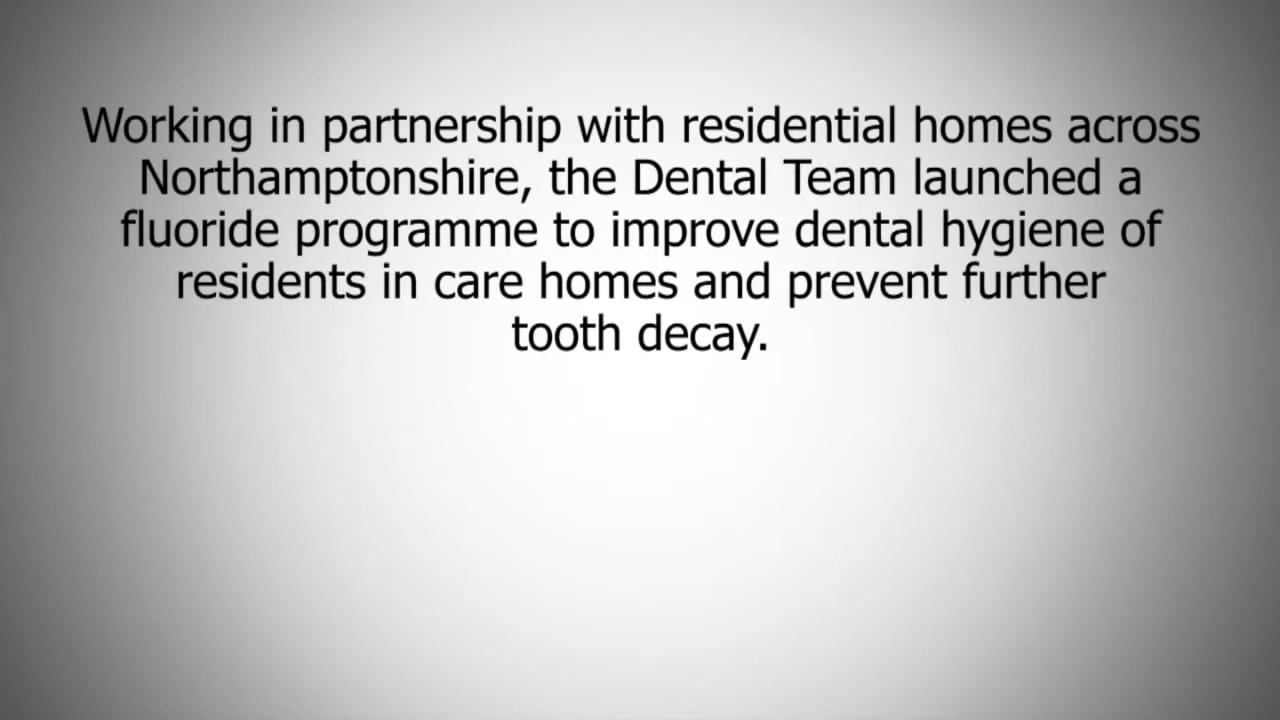 Working in partnership with residential homes across
Northamptonshire, the Dental Team launched a
fluoride programme to improve dental hygiene of
residents in care homes and prevent further
tooth decay.